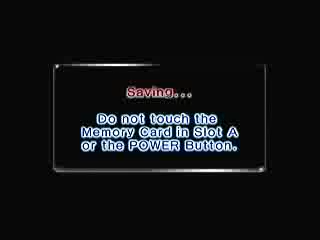 Saving...
Do not touch the
Memory Card in Slot A
or the POWER Button.